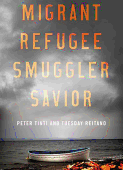 MIGRANT
REFUGEE
SMUGGLER
SAVIOR
PETER TINTI AND TUESDAY REITANO